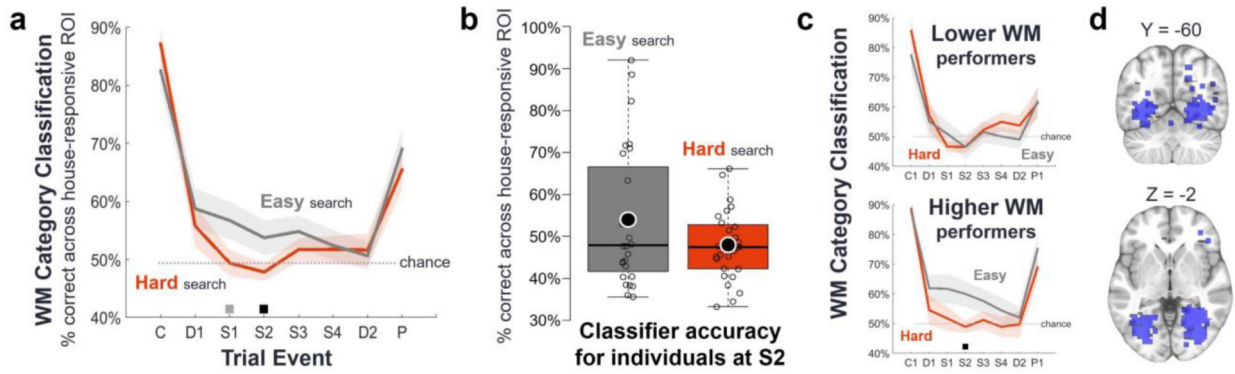 a
WM Category Classification
% correct across house-responsive ROI
90%
80%
70%
60%
50%
40%
Easy search
Hard search
chance
C D1 S1 S2 S3 S4 D2 P
Trial Event
b
% correct across house-responsive ROI
100%
90%
80%
70%
60%
50%
40%
30%
Easy search
Hard search
Classifier accuracy
for individuals at S2
c
WM Category Classification
90%
80%
70%
60%
50%
40%
Lower WM
performers
chance
Hard
Easy
C1 D1 S1 S2 S3 S4 D2 P1
90%
80%
70%
60%
50%
40%
Higher WM
performers
Easy
Hard
chance
C1 D1 S1 S2 S3 S4 D2 P1
d
Y = -60
Z = -2